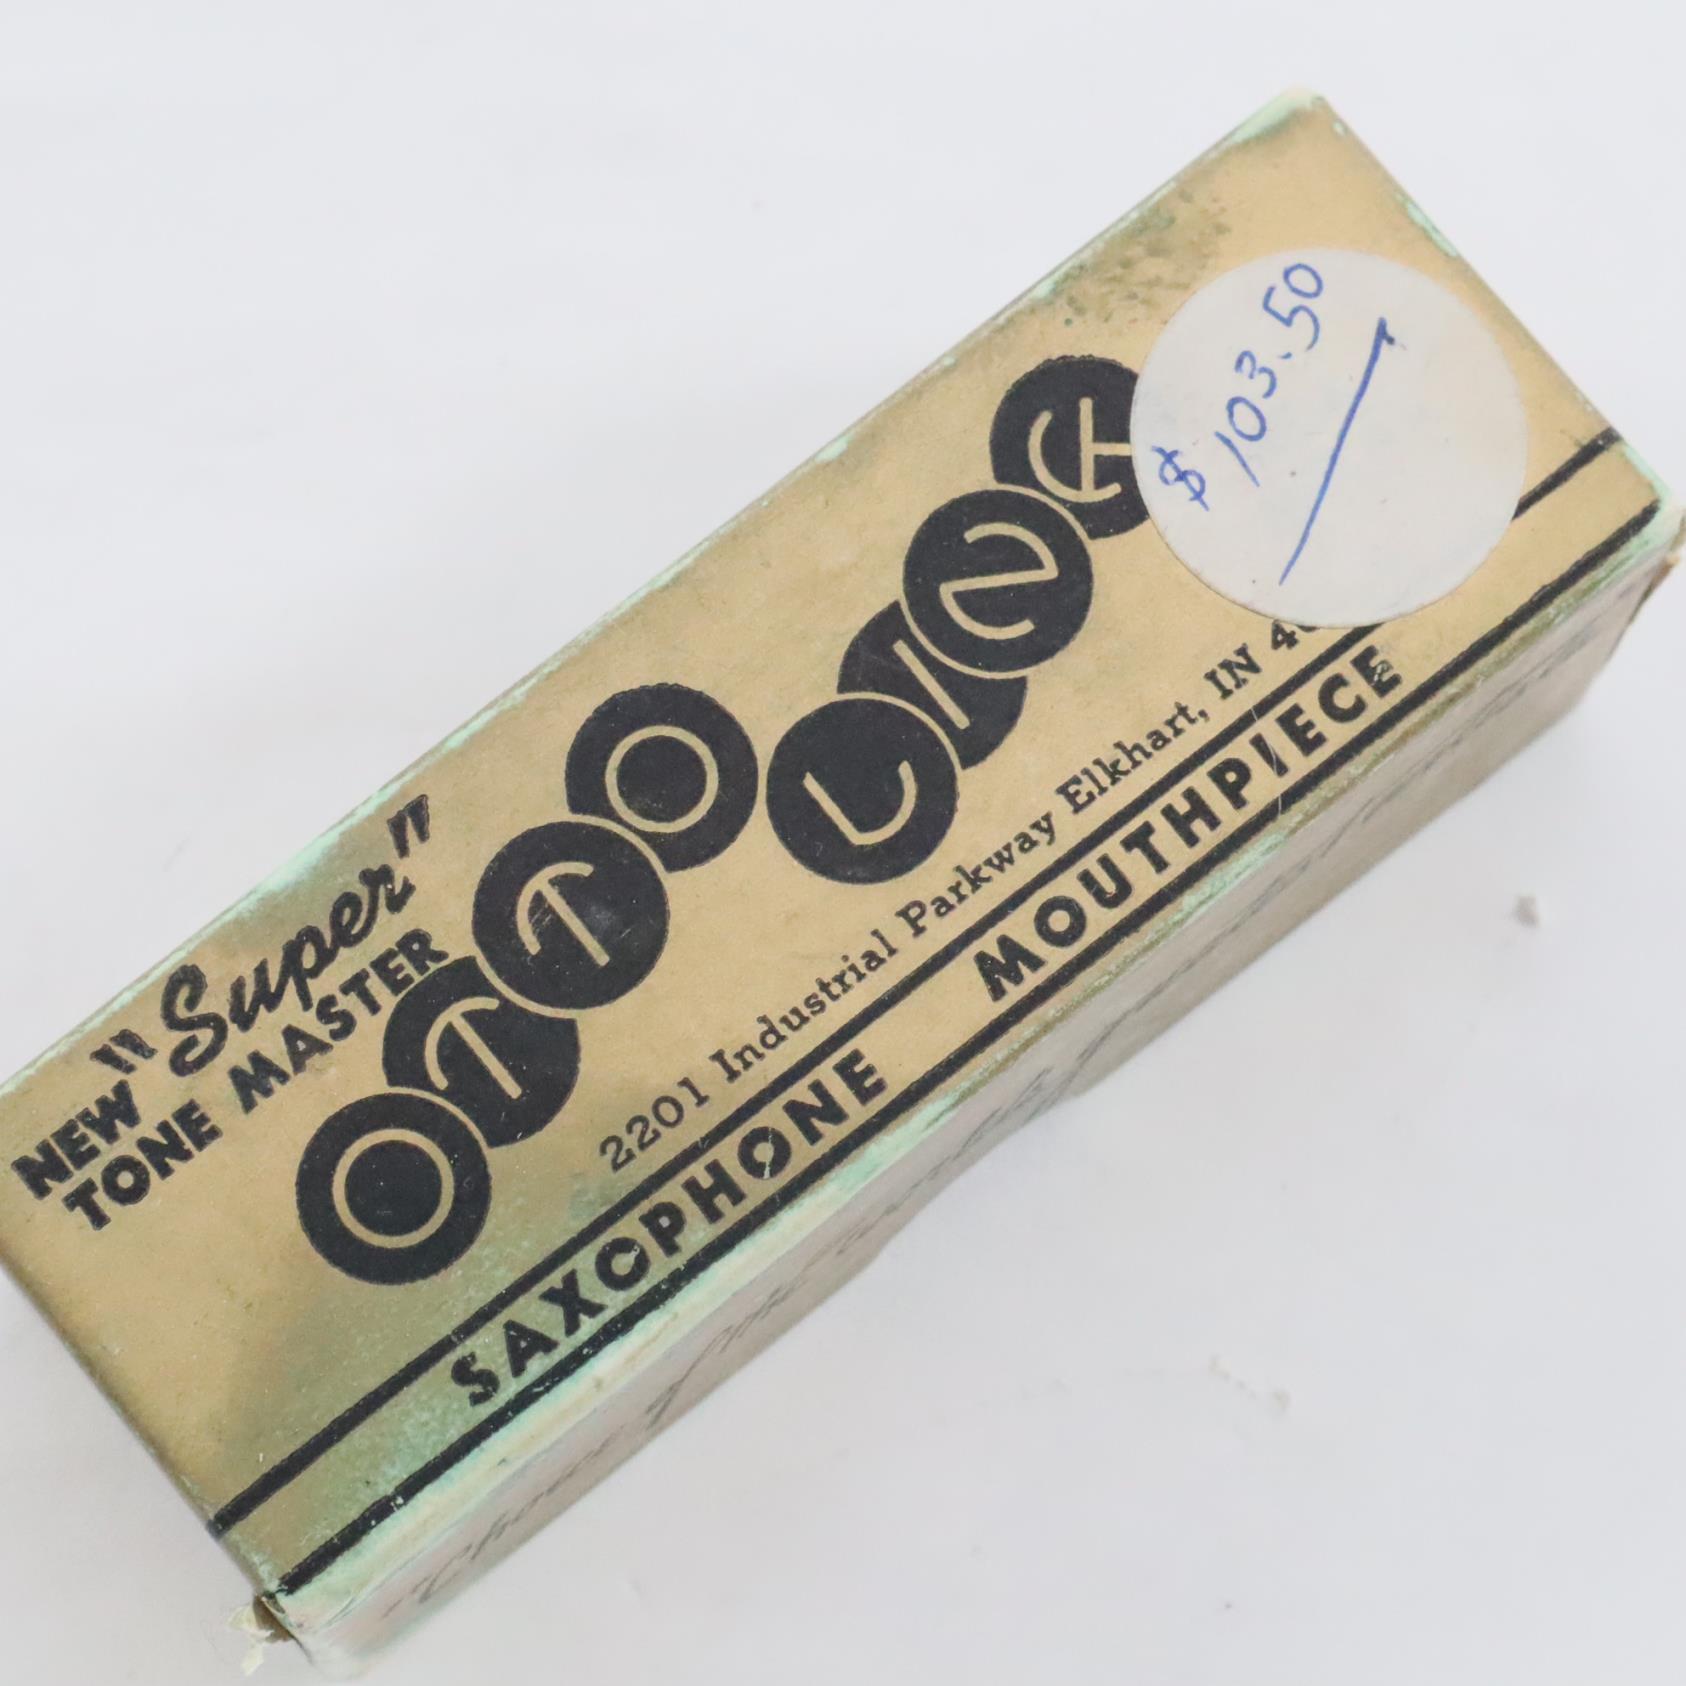 NEW "Super"
TONE MASTER
OTTO LINK
2201 Industrial Parkway Elkhart, IN
SAXOPHONE MOUTHPIECE
$103.50